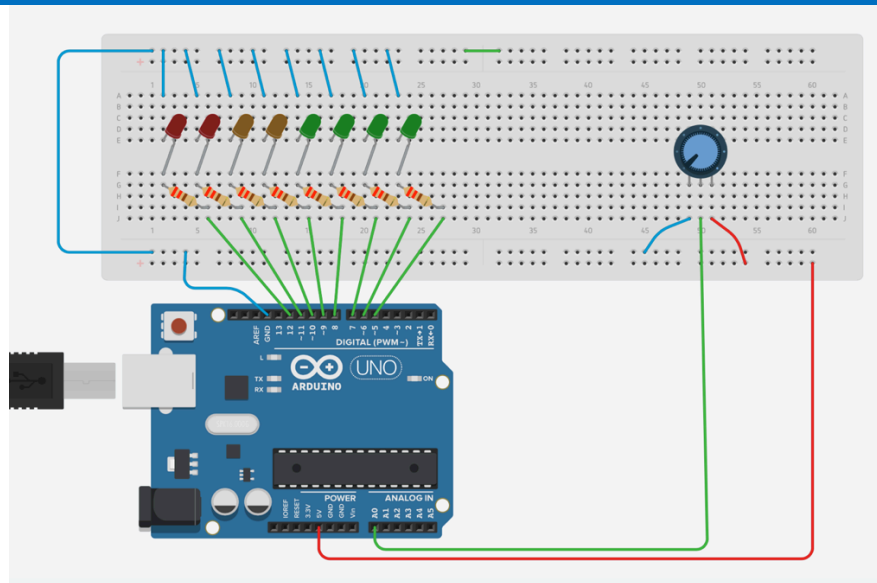 1 5 10 15 20 25 30 35 40 45 50 55 60
A A
B B
C C
D D
E E
F F
G G
H H
I I
J J
1 5 10 15 20 25 30 35 40 45 50 55 60
AREF GND 13 12 ~11 ~10 ~9 8 7 ~6 ~5 4 ~3 2 TX→1 RX←0
DIGITAL (PWM~)
L
TX
RX
ARDUINO
UNO
ON
POWER
ANALOG IN
IOREF RESET 3.3V 5V GND GND Vin A0 A1 A2 A3 A4 A5